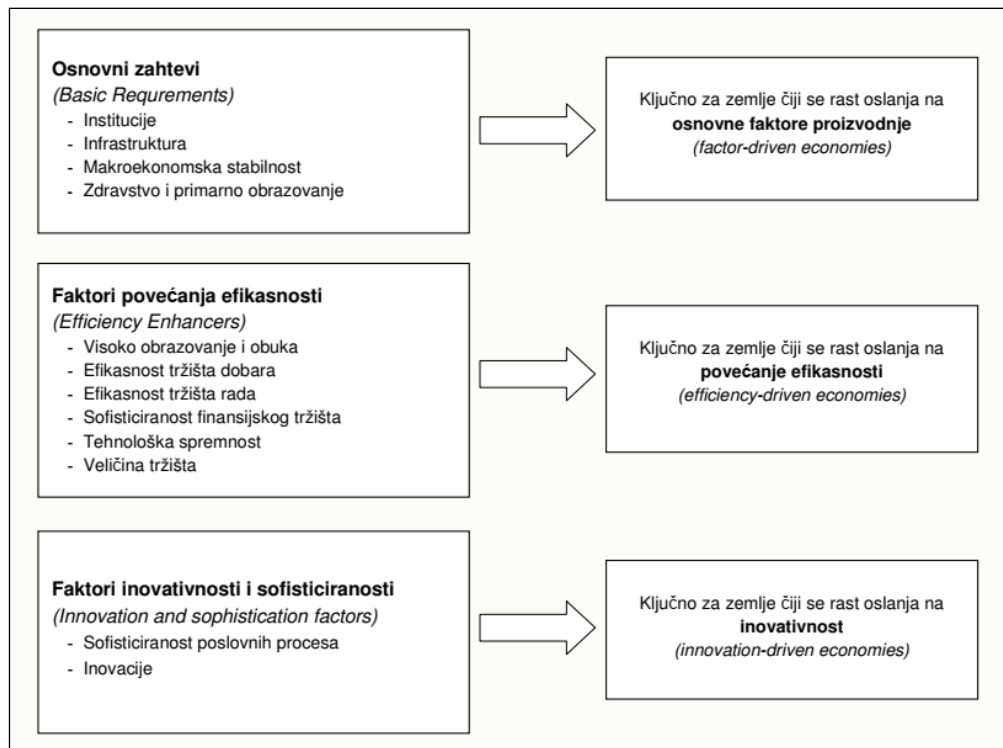 Osnovni zahtevi
(Basic Requrements)
- Institucije
- Infrastruktura
- Makroekonomska stabilnost
- Zdravstvo i primarno obrazovanje
Ključno za zemlje čiji se rast oslanja na
osnovne faktore proizvodnje
(factor-driven economies)
Faktori povećanja efikasnosti
(Efficiency Enhancers)
- Visoko obrazovanje i obuka
- Efikasnost tržišta dobara
- Efikasnost tržišta rada
- Sofisticiranost finansijskog tržišta
- Tehnološka spremnost
- Veličina tržišta
Ključno za zemlje čiji se rast oslanja na
povećanje efikasnosti
(efficiency-driven economies)
Faktori inovativnosti i sofisticiranosti
(Innovation and sophistication factors)
- Sofisticiranost poslovnih procesa
- Inovacije
Ključno za zemlje čiji se rast oslanja na
inovativnost
(innovation-driven economies)